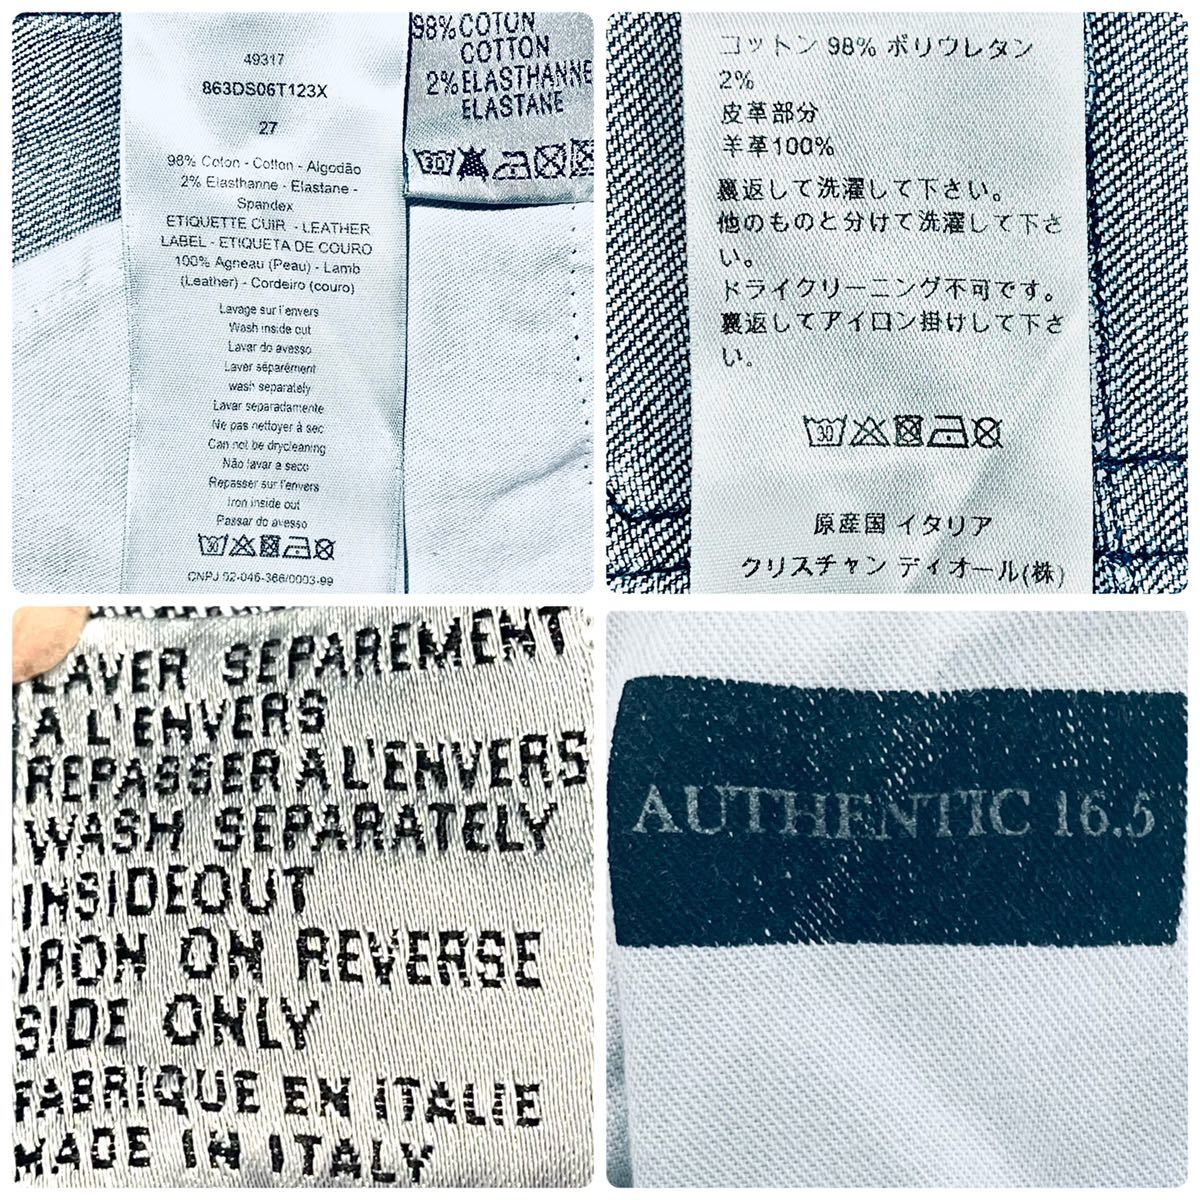 49317
863DS06T123X
27
98% Coton - Cotton - Algodão
2% Elasthanne - Elastane -
Spandex
ETIQUETTE CUIR - LEATHER
LABEL - ETIQUETA DE COURO
100% Agneau (Peau) - Lamb
(Leather) - Cordeiro (couro)
Lavage sur l'envers
Wash inside out
Lavar do avesso
Laver séparément
wash separately
Lavar separadamente
Ne pas nettoyer à sec
Can not be drycleaning
Não lavar a seco
Repasser sur l'envers
Iron inside out
Passar do avesso
30
CNPJ 02-046-366/0003-99
98% COTON
COTTON
2% ELASTHANNE
ELASTANE
30
コットン 98% ポリウレタン
2%
皮革部分
羊革100%
裏返して洗濯して下さい。
他のものと分けて洗濯して下さ
い。
ドライクリーニング不可です。
裏返してアイロン掛けして下さ
い。
30
原産国 イタリア
クリスチャン ディオール(株)
LAVER SEPAREMENT
A L'ENVERS
REPASSER A L'ENVERS
WASH SEPARATELY
INSIDEOUT
IRON ON REVERSE
SIDE ONLY
FABRIQUE EN ITALIE
MADE IN ITALY
AUTHENTIC 16.5